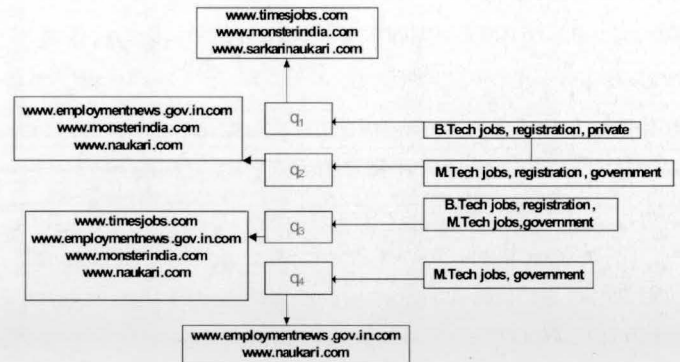 www.timesjobs.com
www.monsterindia.com
www.sarkarinaukari.com
www.employmentnews.gov.in.com
www.monsterindia.com
www.naukari.com
q1
B.Tech jobs, registration, private
q2
M.Tech jobs, registration, government
www.timesjobs.com
www.employmentnews.gov.in.com
www.monsterindia.com
www.naukari.com
q3
B.Tech jobs, registration,
M.Tech jobs,government
q4
M.Tech jobs, government
www.employmentnews.gov.in.com
www.naukari.com